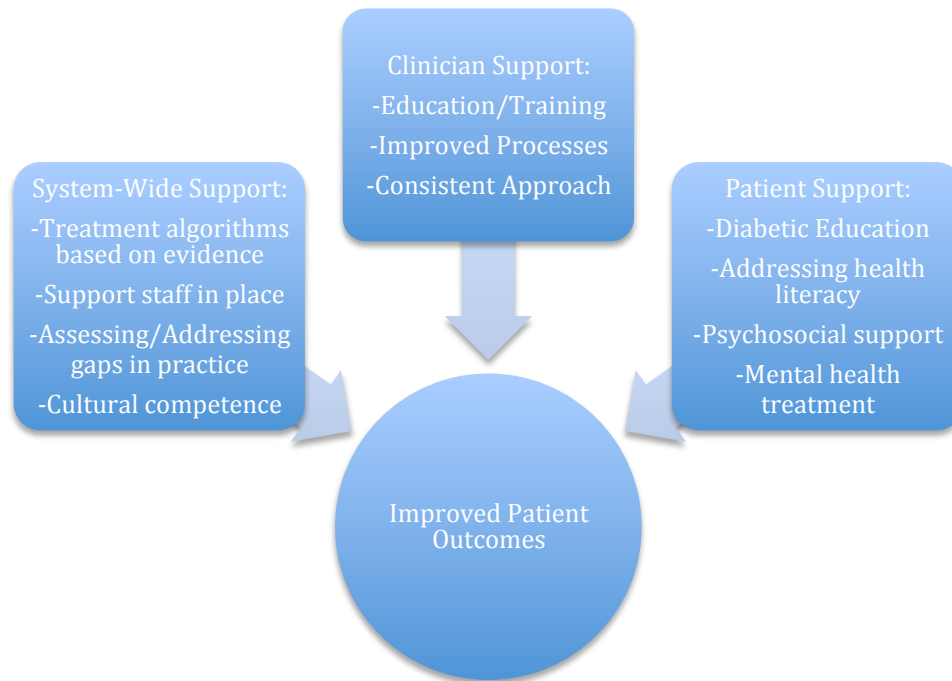 Clinician Support:
-Education/Training
-Improved Processes
-Consistent Approach
System-Wide Support:
-Treatment algorithms
based on evidence
-Support staff in place
-Assessing/Addressing
gaps in practice
-Cultural competence
Patient Support:
-Diabetic Education
-Addressing health
literacy
-Psychosocial support
-Mental health
treatment
Improved Patient
Outcomes